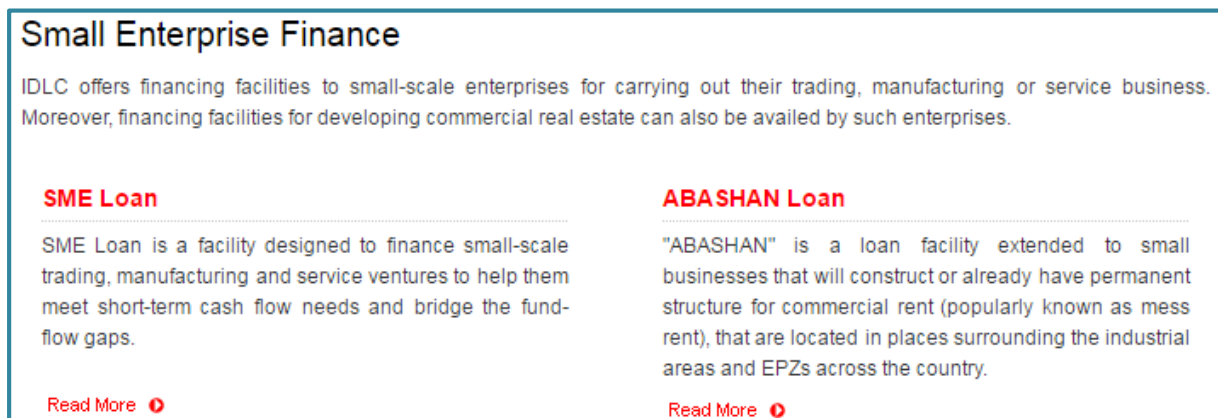 Small Enterprise Finance
IDLC offers financing facilities to small-scale enterprises for carrying out their trading, manufacturing or service business.
Moreover, financing facilities for developing commercial real estate can also be availed by such enterprises.
SME Loan
SME Loan is a facility designed to finance small-scale
trading, manufacturing and service ventures to help them
meet short-term cash flow needs and bridge the fund-
flow gaps.
Read More
ABASHAN Loan
"ABASHAN" is a loan facility extended to small
businesses that will construct or already have permanent
structure for commercial rent (popularly known as mess
rent), that are located in places surrounding the industrial
areas and EPZs across the country.
Read More